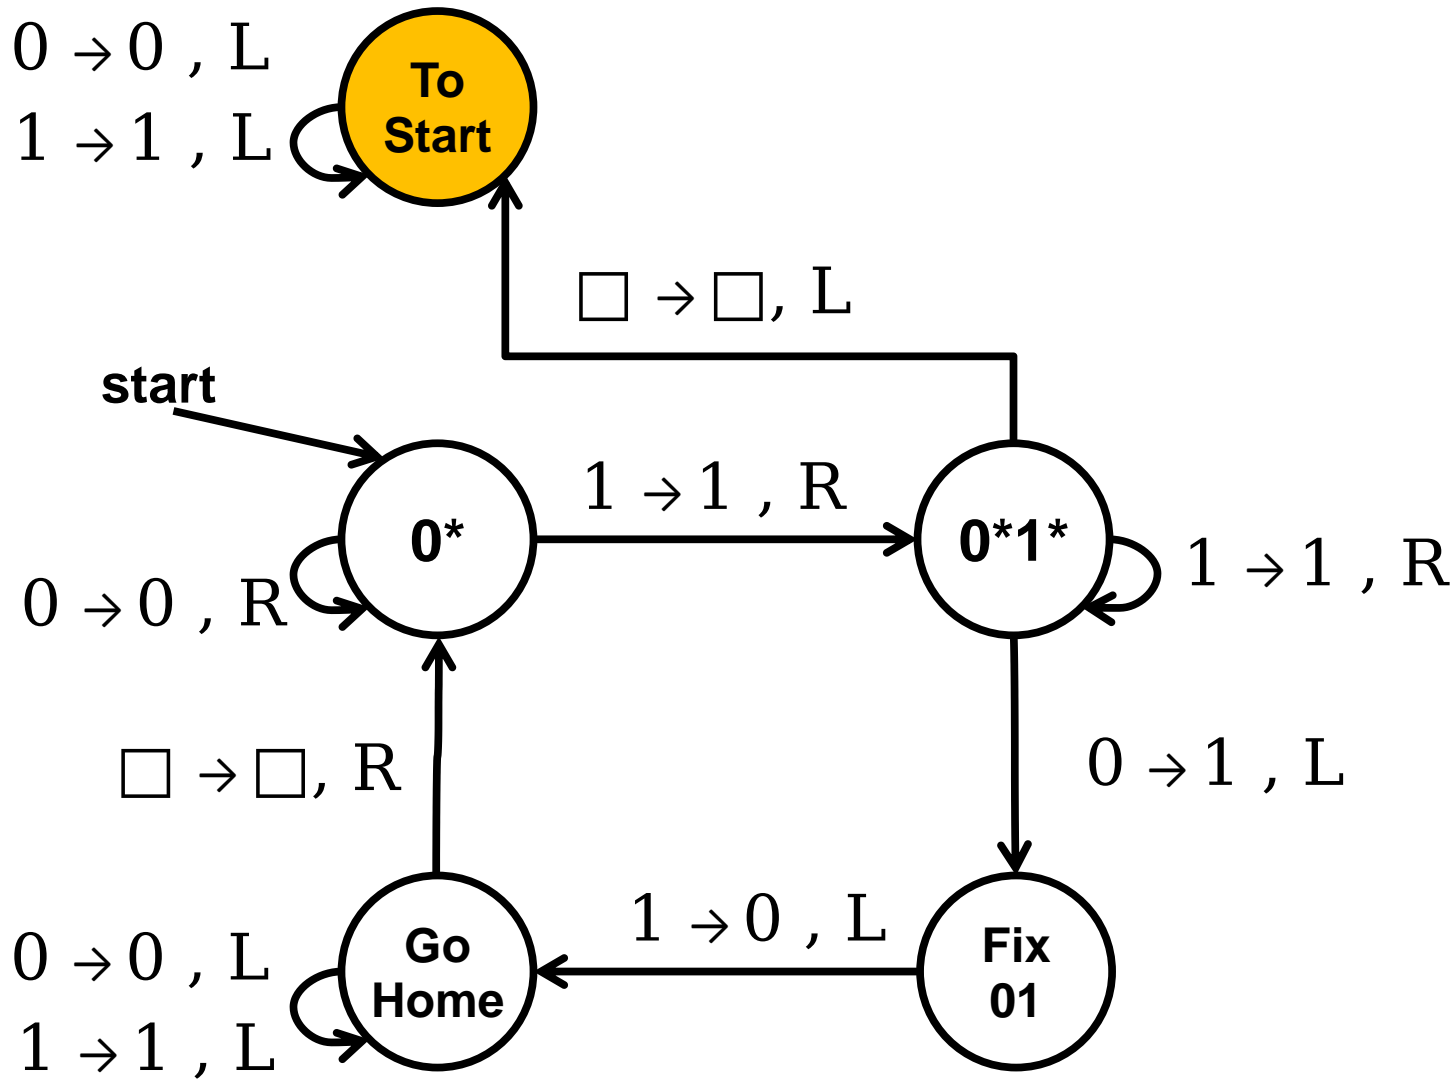 0 → 0 , L
1 → 1 , L
To
Start
□ → □, L
start
1 → 1 , R
0*
0*1*
0 → 0 , R
1 → 1 , R
□ → □, R
0 → 1 , L
1 → 0 , L
Go
Home
Fix
01
0 → 0 , L
1 → 1 , L